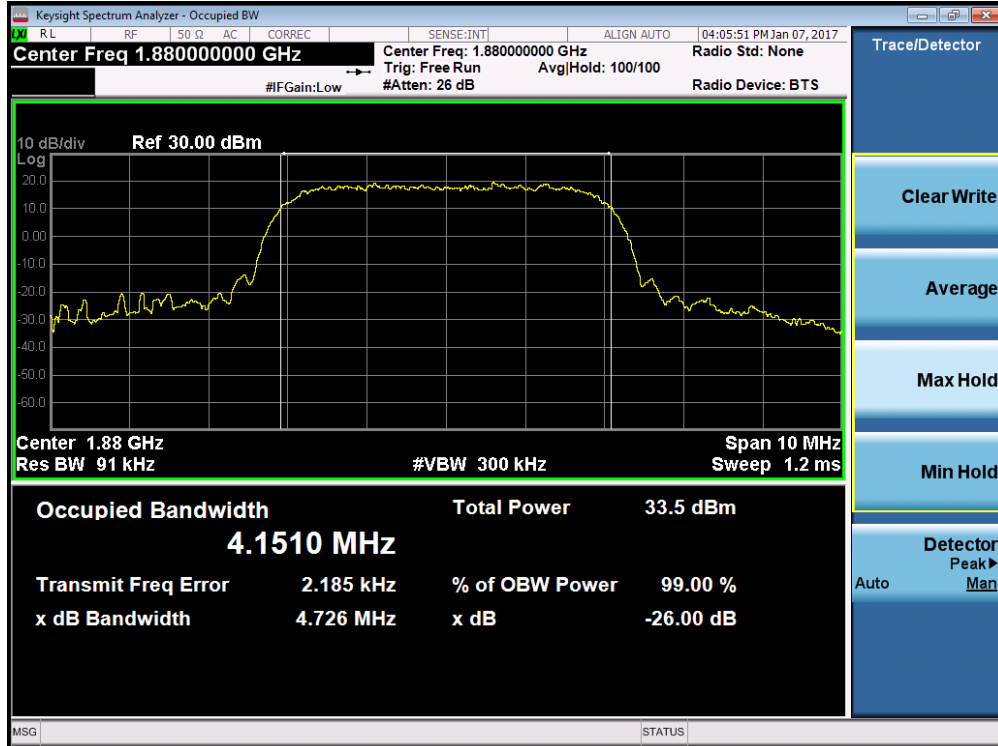 Keysight Spectrum Analyzer - Occupied BW
LXI RL RF 50 Ω AC CORREC SENSE:INT ALIGN AUTO 04:05:51 PM Jan 07, 2017
Center Freq 1.880000000 GHz
Center Freq: 1.880000000 GHz
Radio Std: None
Trig: Free Run Avg|Hold: 100/100
#IFGain:Low
#Atten: 26 dB
Radio Device: BTS
Trace/Detector
10 dB/div Ref 30.00 dBm
Log
20.0
10.0
0.00
-10.0
-20.0
-30.0
-40.0
-50.0
-60.0
Center 1.88 GHz Span 10 MHz
Res BW 91 kHz #VBW 300 kHz Sweep 1.2 ms
Occupied Bandwidth
4.1510 MHz
Total Power 33.5 dBm
Transmit Freq Error 2.185 kHz % of OBW Power 99.00 %
x dB Bandwidth 4.726 MHz x dB -26.00 dB
Clear Write
Average
Max Hold
Min Hold
Detector
Peak▶
Auto Man
MSG STATUS